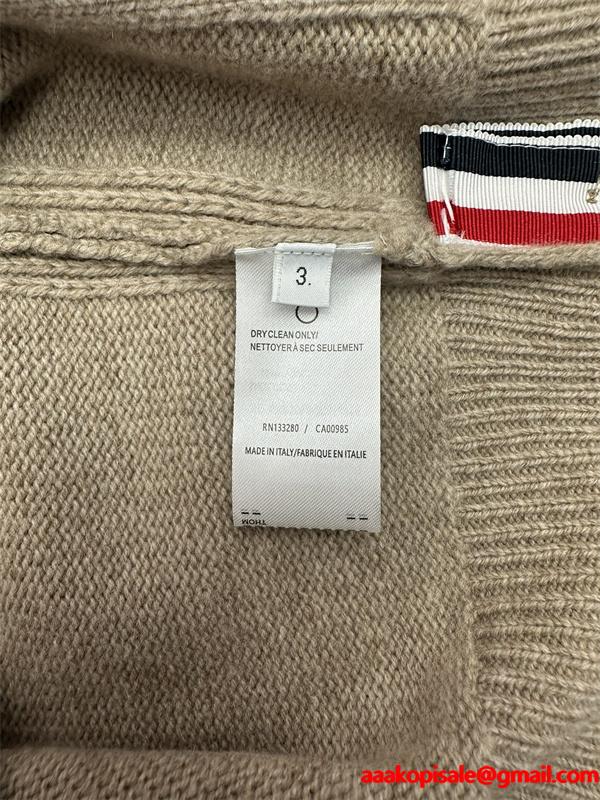 3.
DRY CLEAN ONLY/
NETTOYER À SEC SEULEMENT
RN133280 / CA00985
MADE IN ITALY/FABRIQUE EN ITALIE
THOM
aaakopisale@gmail.com